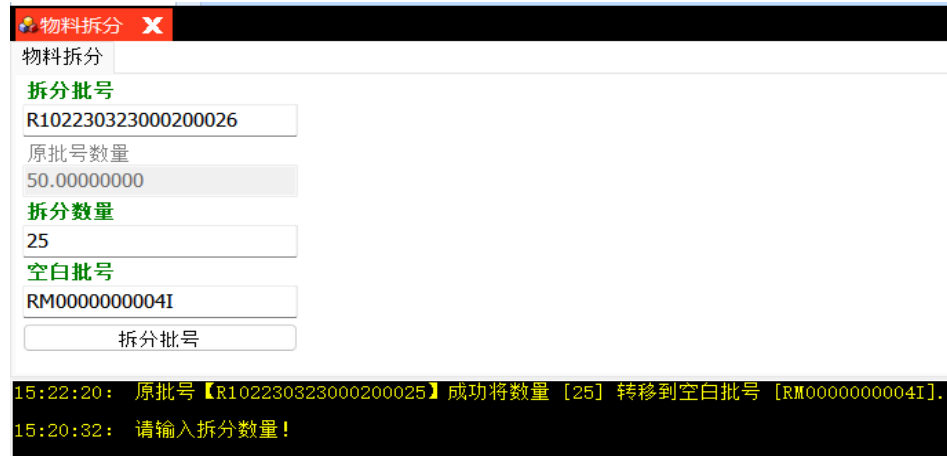 物料拆分
物料拆分
拆分批号
R102230323000200026
原批号数量
50.00000000
拆分数量
25
空白批号
RM0000000004I
拆分批号
15:22:20: 原批号【R102230323000200025】成功将数量 [25] 转移到空白批号 [RM0000000004I].
15:20:32: 请输入拆分数量!